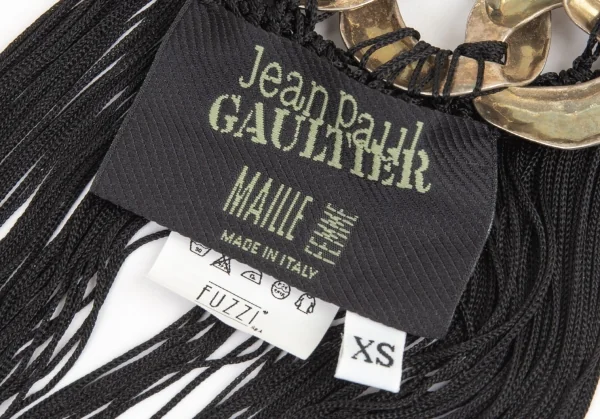 Jean Paul
GAULTIER
MAILLE
FEMME
MADE IN ITALY
FUZZI
XS